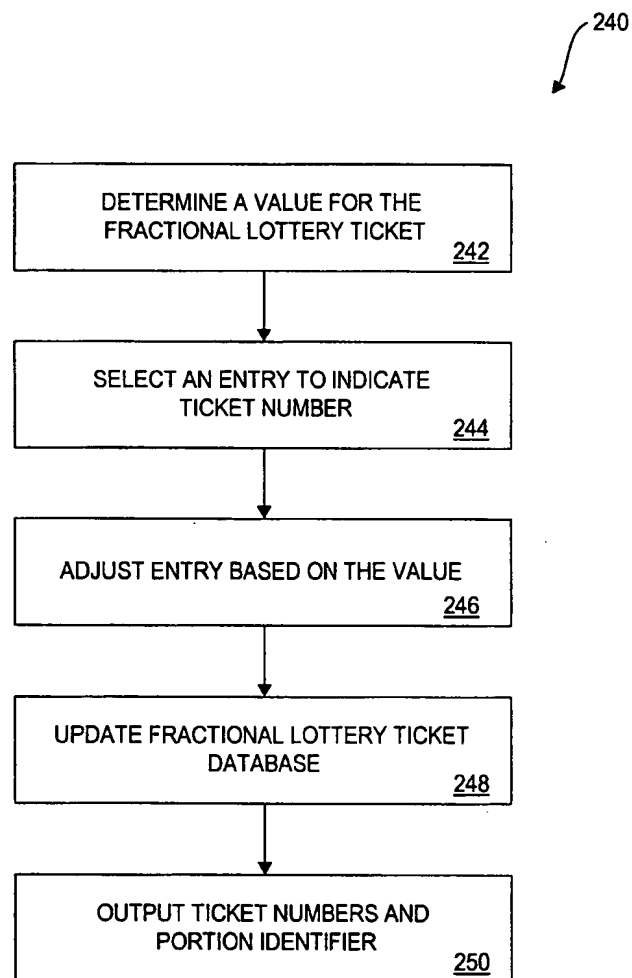 240
DETERMINE A VALUE FOR THE
FRACTIONAL LOTTERY TICKET
242
SELECT AN ENTRY TO INDICATE
TICKET NUMBER
244
ADJUST ENTRY BASED ON THE VALUE
246
UPDATE FRACTIONAL LOTTERY TICKET
DATABASE
248
OUTPUT TICKET NUMBERS AND
PORTION IDENTIFIER
250